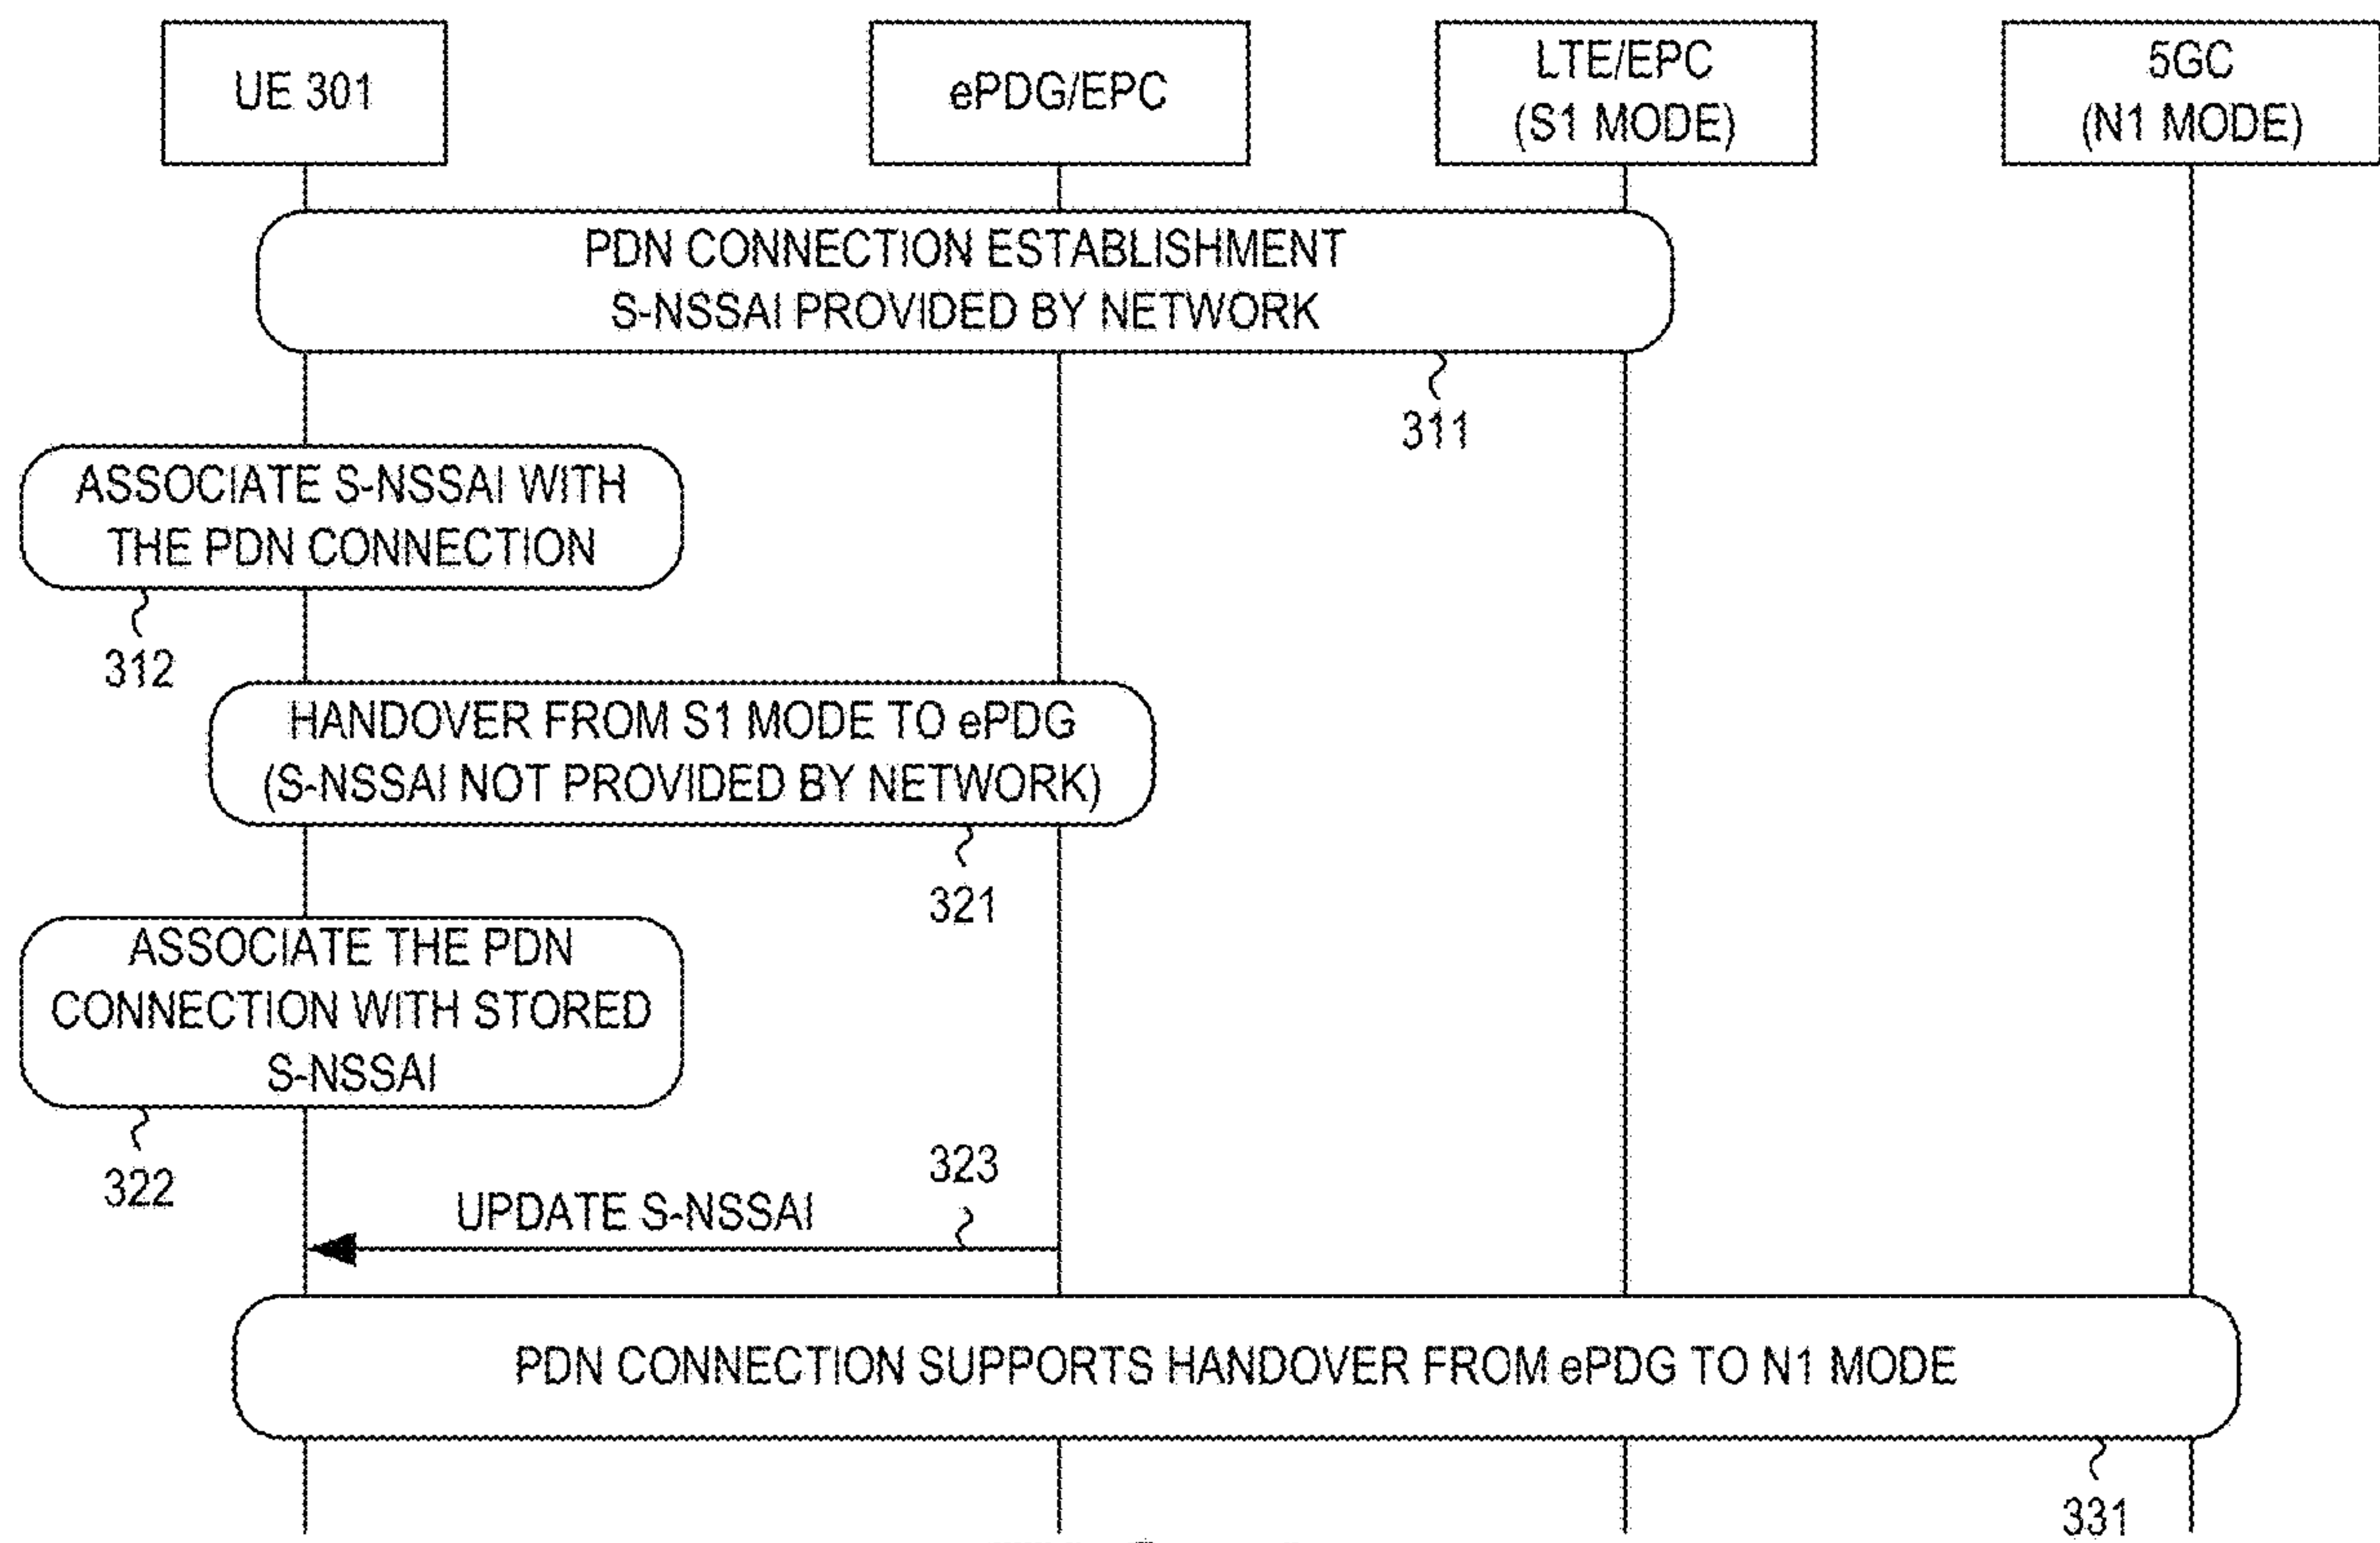 UE 301
ePDG/EPC
LTE/EPC
(S1 MODE)
5GC
(N1 MODE)
PDN CONNECTION ESTABLISHMENT
S-NSSAI PROVIDED BY NETWORK
311
ASSOCIATE S-NSSAI WITH
THE PDN CONNECTION
312
HANDOVER FROM S1 MODE TO ePDG
(S-NSSAI NOT PROVIDED BY NETWORK)
321
ASSOCIATE THE PDN
CONNECTION WITH STORED
S-NSSAI
322
323
UPDATE S-NSSAI
PDN CONNECTION SUPPORTS HANDOVER FROM ePDG TO N1 MODE
331